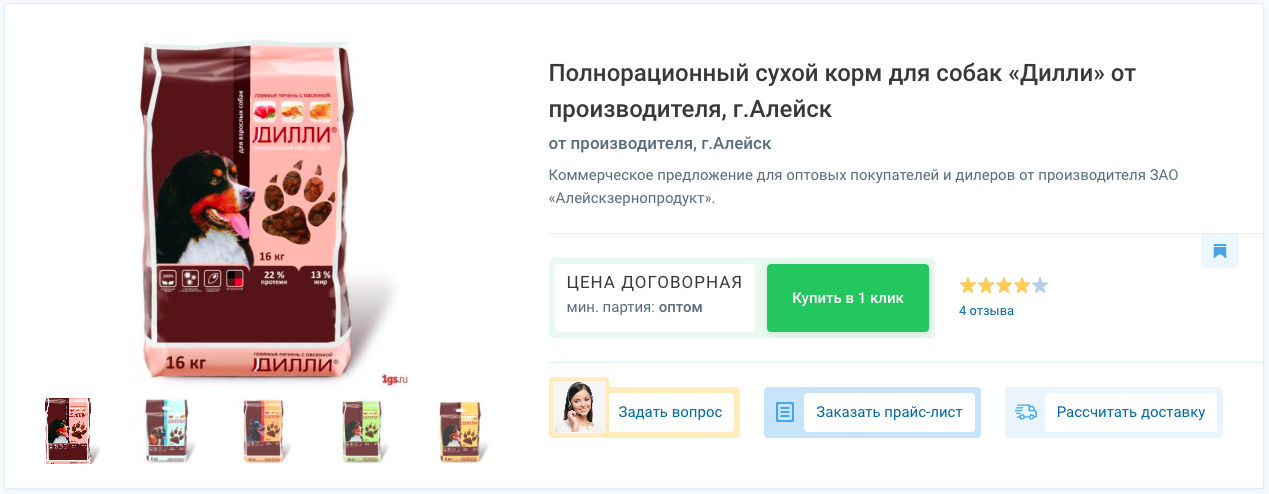 говяжья печень с овсянкой
для взрослых собак
ДИЛЛИ®
16 кг
100%
22 %
протеин
13 %
жир
говяжья печень с овсянкой
16 кг
ДИЛЛИ®
1gs.ru
Полнорационный сухой корм для собак «Дилли» от
производителя, г.Алейск
от производителя, г.Алейск
Коммерческое предложение для оптовых покупателей и дилеров от производителя ЗАО
«Алейскзернопродукт».
ЦЕНА ДОГОВОРНАЯ
мин. партия: оптом
Купить в 1 клик
4 отзыва
Задать вопрос
Заказать прайс-лист
Рассчитать доставку